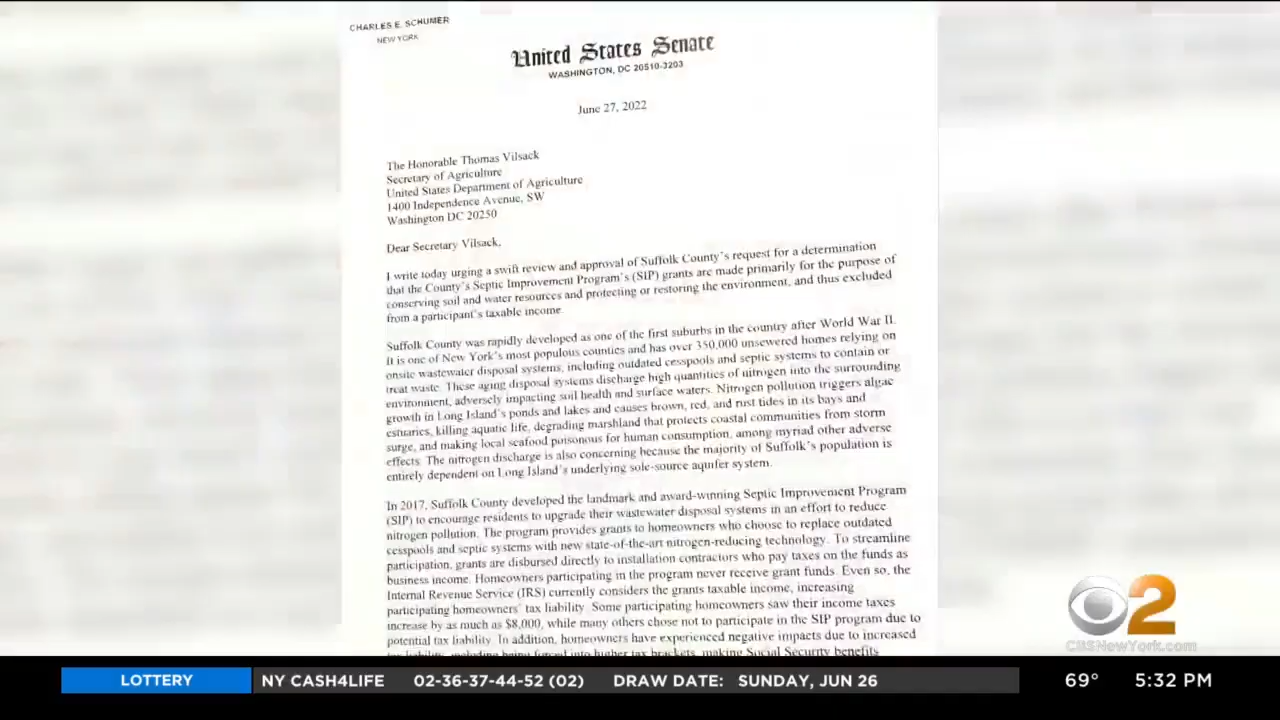 CHARLES E. SCHUMER
NEW YORK
United States Senate
WASHINGTON, DC 20510-3203
June 27, 2022
The Honorable Thomas Vilsack
Secretary of Agriculture
United States Department of Agriculture
1400 Independence Avenue, SW
Washington DC 20250
Dear Secretary Vilsack,
I write today urging a swift review and approval of Suffolk County's request for a determination
that the County's Septic Improvement Program's (SIP) grants are made primarily for the purpose of
conserving soil and water resources and protecting or restoring the environment, and thus excluded
from a participant's taxable income.
Suffolk County was rapidly developed as one of the first suburbs in the country after World War II.
It is one of New York's most populous counties and has over 350,000 unsewered homes relying on
onsite wastewater disposal systems, including outdated cesspools and septic systems to contain or
treat waste. These aging disposal systems discharge high quantities of nitrogen into the surrounding
environment, adversely impacting soil health and surface waters. Nitrogen pollution triggers algae
growth in Long Island's ponds and lakes and causes brown, red, and rust tides in its bays and
estuaries, killing aquatic life, degrading marshland that protects coastal communities from storm
surge, and making local seafood poisonous for human consumption, among myriad other adverse
effects. The nitrogen discharge is also concerning because the majority of Suffolk's population is
entirely dependent on Long Island's underlying sole-source aquifer system.
In 2017, Suffolk County developed the landmark and award-winning Septic Improvement Program
(SIP) to encourage residents to upgrade their wastewater disposal systems in an effort to reduce
nitrogen pollution. The program provides grants to homeowners who choose to replace outdated
cesspools and septic systems with new state-of-the-art nitrogen-reducing technology. To streamline
participation, grants are disbursed directly to installation contractors who pay taxes on the funds as
business income. Homeowners participating in the program never receive grant funds. Even so, the
Internal Revenue Service (IRS) currently considers the grants taxable income, increasing
participating homeowners' tax liability. Some participating homeowners saw their income taxes
increase by as much as $8,000, while many others chose not to participate in the SIP program due to
potential tax liability. In addition, homeowners have experienced negative impacts due to increased
tax liability, including being forced into higher tax brackets, making Social Security benefits
2
CBSNewYork.com
LOTTERY NY CASH4LIFE 02-36-37-44-52 (02) DRAW DATE: SUNDAY, JUN 26 69° 5:32 PM